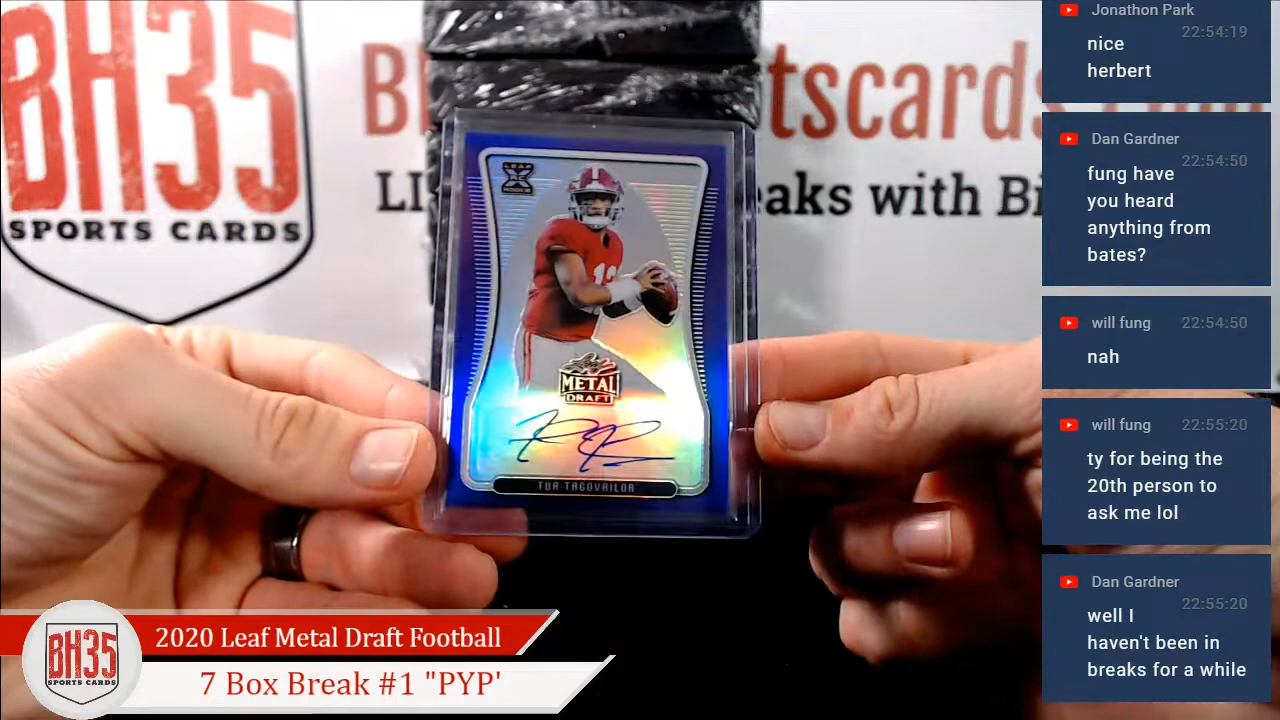 BH35
SPORTS CARDS
tscards
LI
eaks with Bi
LEAF
RC
12
METAL
DRAFT
TUA TAGOVAILOA
2020 Leaf Metal Draft Football
7 Box Break #1 "PYP'
BH35
SPORTS CARDS
Jonathon Park
22:54:19
nice
herbert
Dan Gardner
22:54:50
fung have
you heard
anything from
bates?
will fung 22:54:50
nah
will fung 22:55:20
ty for being the
20th person to
ask me lol
Dan Gardner
22:55:20
well I
haven't been in
breaks for a while